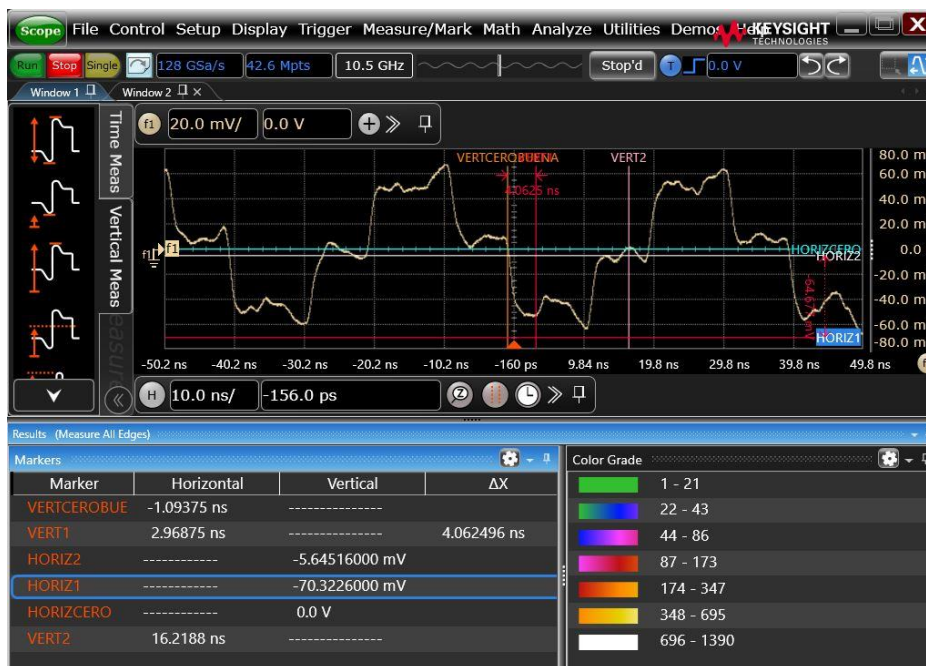 Scope File Control Setup Display Trigger Measure/Mark Math Analyze Utilities Demos Help KEYSIGHT
TECHNOLOGIES
Run Stop Single 128 GSa/s 42.6 Mpts 10.5 GHz Stop'd T 0.0 V
Window 1 Window 2
Time Meas
Vertical Meas
f1 20.0 mV/ 0.0 V
VERTCEROBUENA VERT2
4.0625 ns
80.0 m
60.0 m
40.0 m
20.0 m
0.0
-20.0 m
-40.0 m
-60.0 m
-80.0 m
f1 f1
HORIZCERO
HORIZ2
HORIZ1
-50.2 ns -40.2 ns -30.2 ns -20.2 ns -10.2 ns -160 ps 9.84 ns 19.8 ns 29.8 ns 39.8 ns 49.8 ns
H 10.0 ns/ -156.0 ps
Results (Measure All Edges)
Markers
Marker Horizontal Vertical ΔX
VERTCEROBUE -1.09375 ns ---------------
VERT1 2.96875 ns --------------- 4.062496 ns
HORIZ2 ------------ -5.64516000 mV
HORIZ1 ------------ -70.3226000 mV
HORIZCERO ------------ 0.0 V
VERT2 16.2188 ns ---------------
Color Grade
1 - 21
22 - 43
44 - 86
87 - 173
174 - 347
348 - 695
696 - 1390